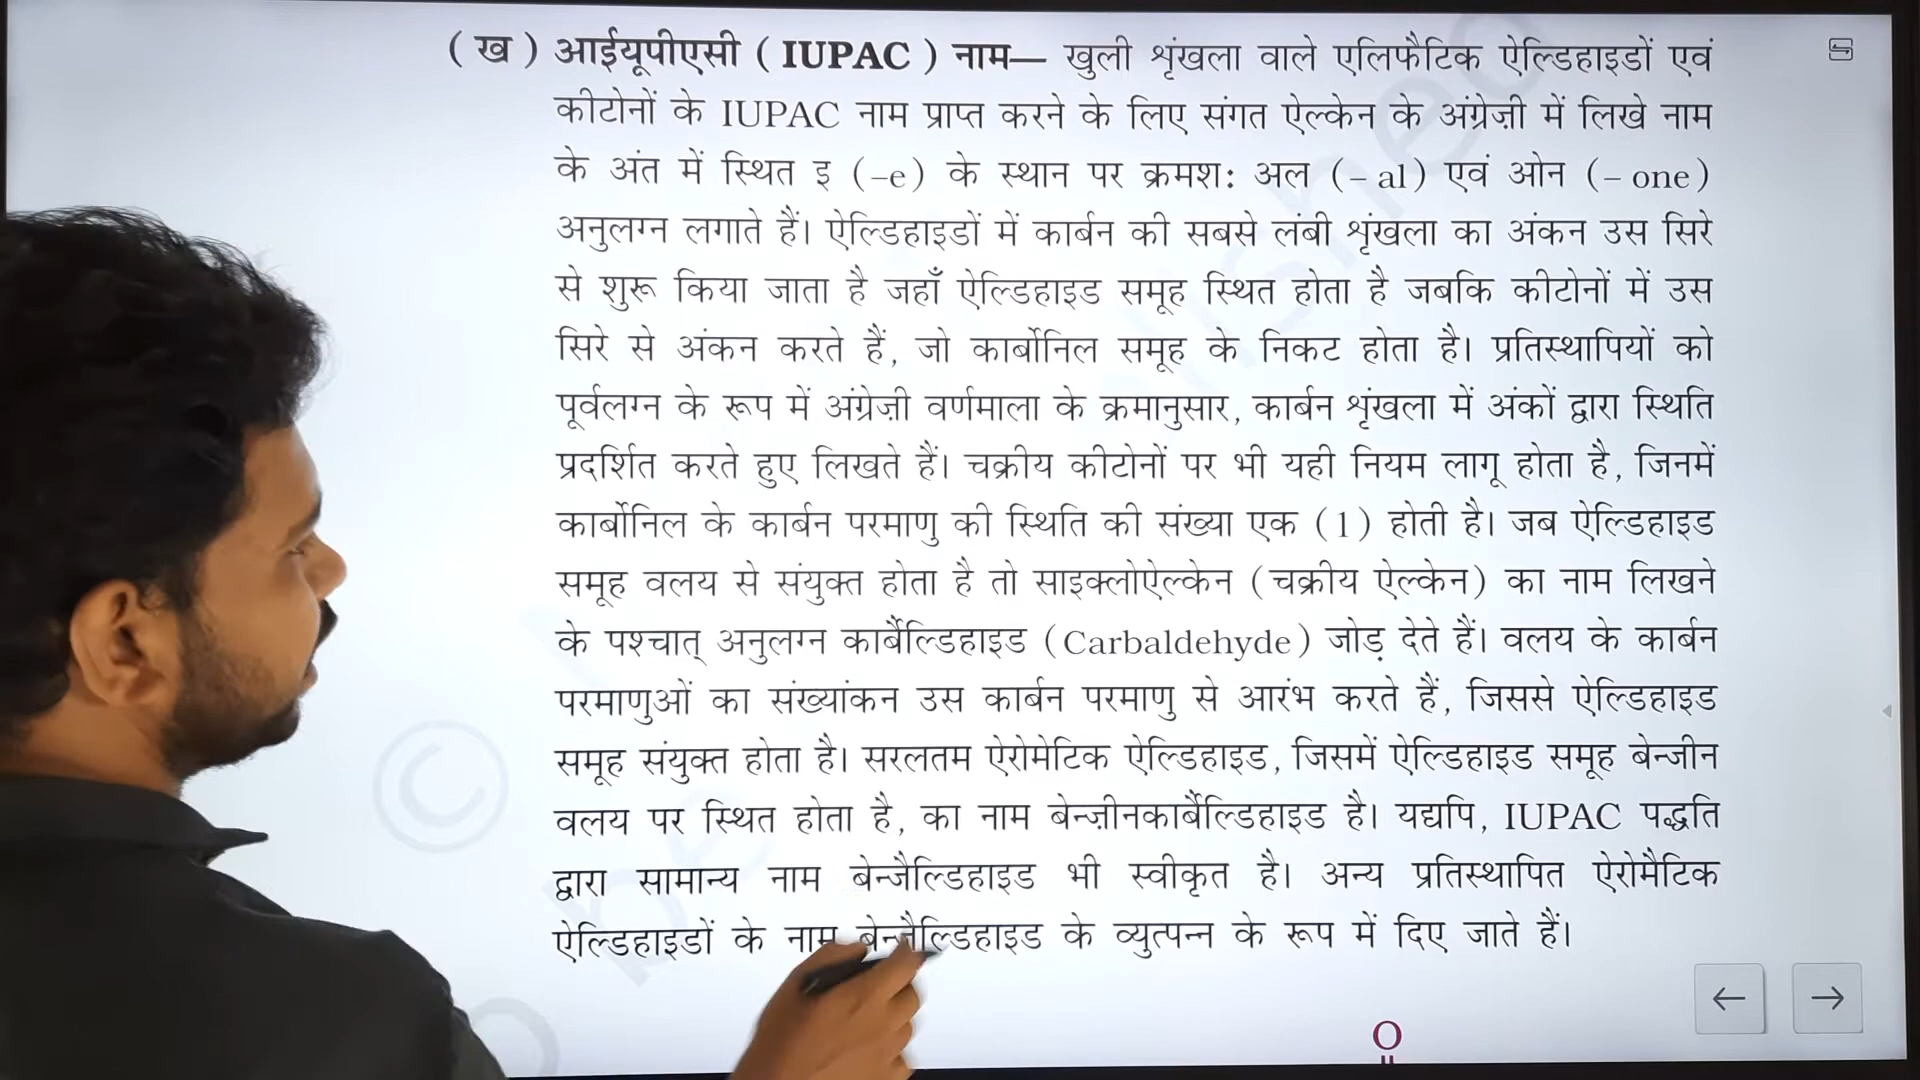 ( ख ) आईयूपीएसी ( IUPAC ) नाम— खुली शृंखला वाले एलिफैटिक ऐल्डिहाइडों एवं
कीटोनों के IUPAC नाम प्राप्त करने के लिए संगत ऐल्केन के अंग्रेज़ी में लिखे नाम
के अंत में स्थित इ (–e) के स्थान पर क्रमश: अल (– al) एवं ओन (– one)
अनुलग्न लगाते हैं। ऐल्डिहाइडों में कार्बन की सबसे लंबी शृंखला का अंकन उस सिरे
से शुरू किया जाता है जहाँ ऐल्डिहाइड समूह स्थित होता है जबकि कीटोनों में उस
सिरे से अंकन करते हैं, जो कार्बोनिल समूह के निकट होता है। प्रतिस्थापियों को
पूर्वलग्न के रूप में अंग्रेज़ी वर्णमाला के क्रमानुसार, कार्बन शृंखला में अंकों द्वारा स्थिति
प्रदर्शित करते हुए लिखते हैं। चक्रीय कीटोनों पर भी यही नियम लागू होता है, जिनमें
कार्बोनिल के कार्बन परमाणु की स्थिति की संख्या एक (1) होती है। जब ऐल्डिहाइड
समूह वलय से संयुक्त होता है तो साइक्लोऐल्केन (चक्रीय ऐल्केन) का नाम लिखने
के पश्चात् अनुलग्न कार्बैल्डिहाइड (Carbaldehyde) जोड़ देते हैं। वलय के कार्बन
परमाणुओं का संख्यांकन उस कार्बन परमाणु से आरंभ करते हैं, जिससे ऐल्डिहाइड
समूह संयुक्त होता है। सरलतम ऐरोमेटिक ऐल्डिहाइड, जिसमें ऐल्डिहाइड समूह बेन्जीन
वलय पर स्थित होता है, का नाम बेन्ज़ीनकार्बैल्डिहाइड है। यद्यपि, IUPAC पद्धति
द्वारा सामान्य नाम बेन्जैल्डिहाइड भी स्वीकृत है। अन्य प्रतिस्थापित ऐरोमैटिक
ऐल्डिहाइडों के नाम बेन्जैल्डिहाइड के व्युत्पन्न के रूप में दिए जाते हैं।
O